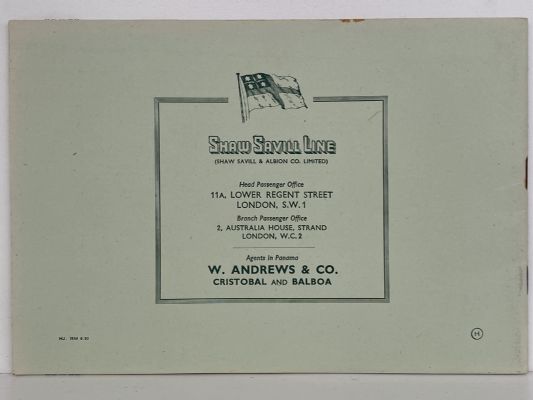 SHAW SAVILL LINE
(SHAW SAVILL & ALBION CO. LIMITED)
Head Passenger Office
11A, LOWER REGENT STREET
LONDON, S.W.1
Branch Passenger Office
2, AUSTRALIA HOUSE, STRAND
LONDON, W.C.2
Agents in Panama
W. ANDREWS & CO.
CRISTOBAL AND BALBOA
H